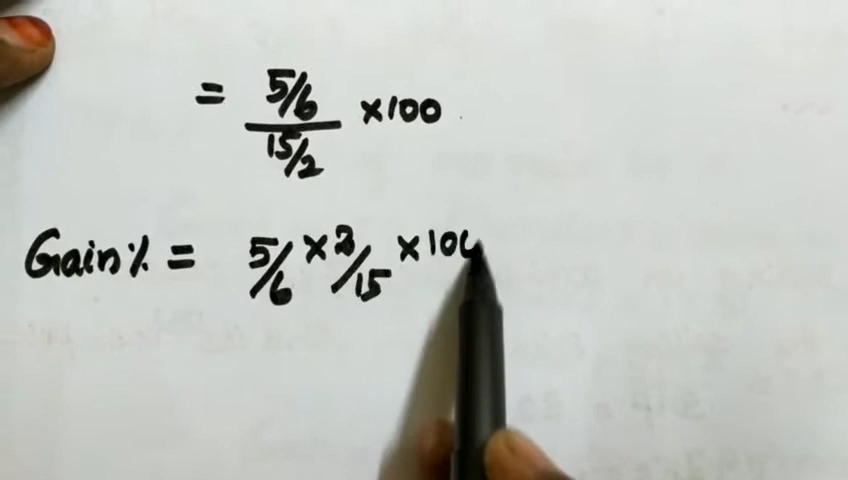 = 5/6 / 15/2 ×100
Gain% = 5/6 × 2/15 ×100